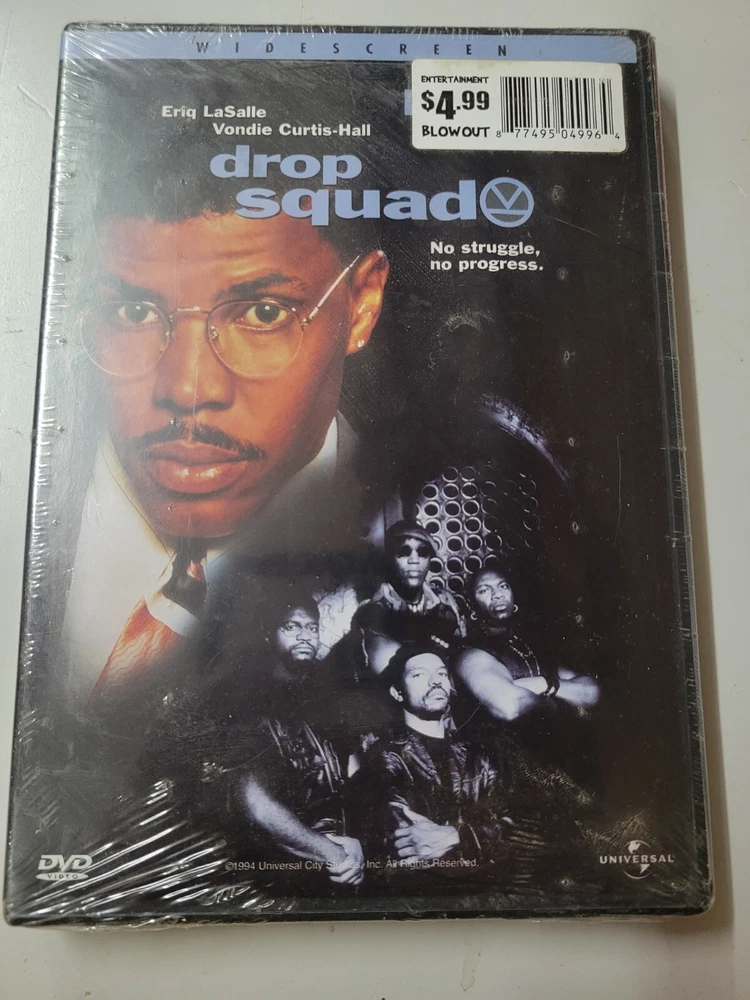 WIDESCREEN
ENTERTAINMENT
$4.99
BLOWOUT
8 77495 04996 4
Eriq LaSalle
Vondie Curtis-Hall
drop
squad
No struggle,
no progress.
DVD
VIDEO
©1994 Universal City Studios, Inc. All Rights Reserved.
UNIVERSAL